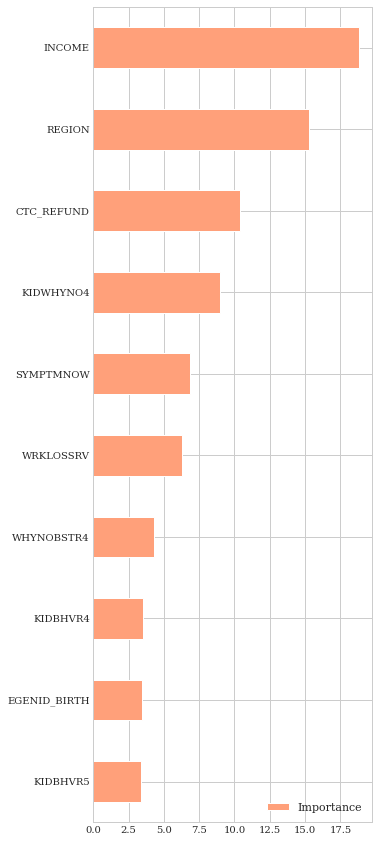 INCOME
REGION
CTC_REFUND
KIDWHYNO4
SYMPTMNOW
WRKLOSSRV
WHYNOBSTR4
KIDBHVR4
EGENID_BIRTH
KIDBHVR5
Importance
0.0 2.5 5.0 7.5 10.0 12.5 15.0 17.5